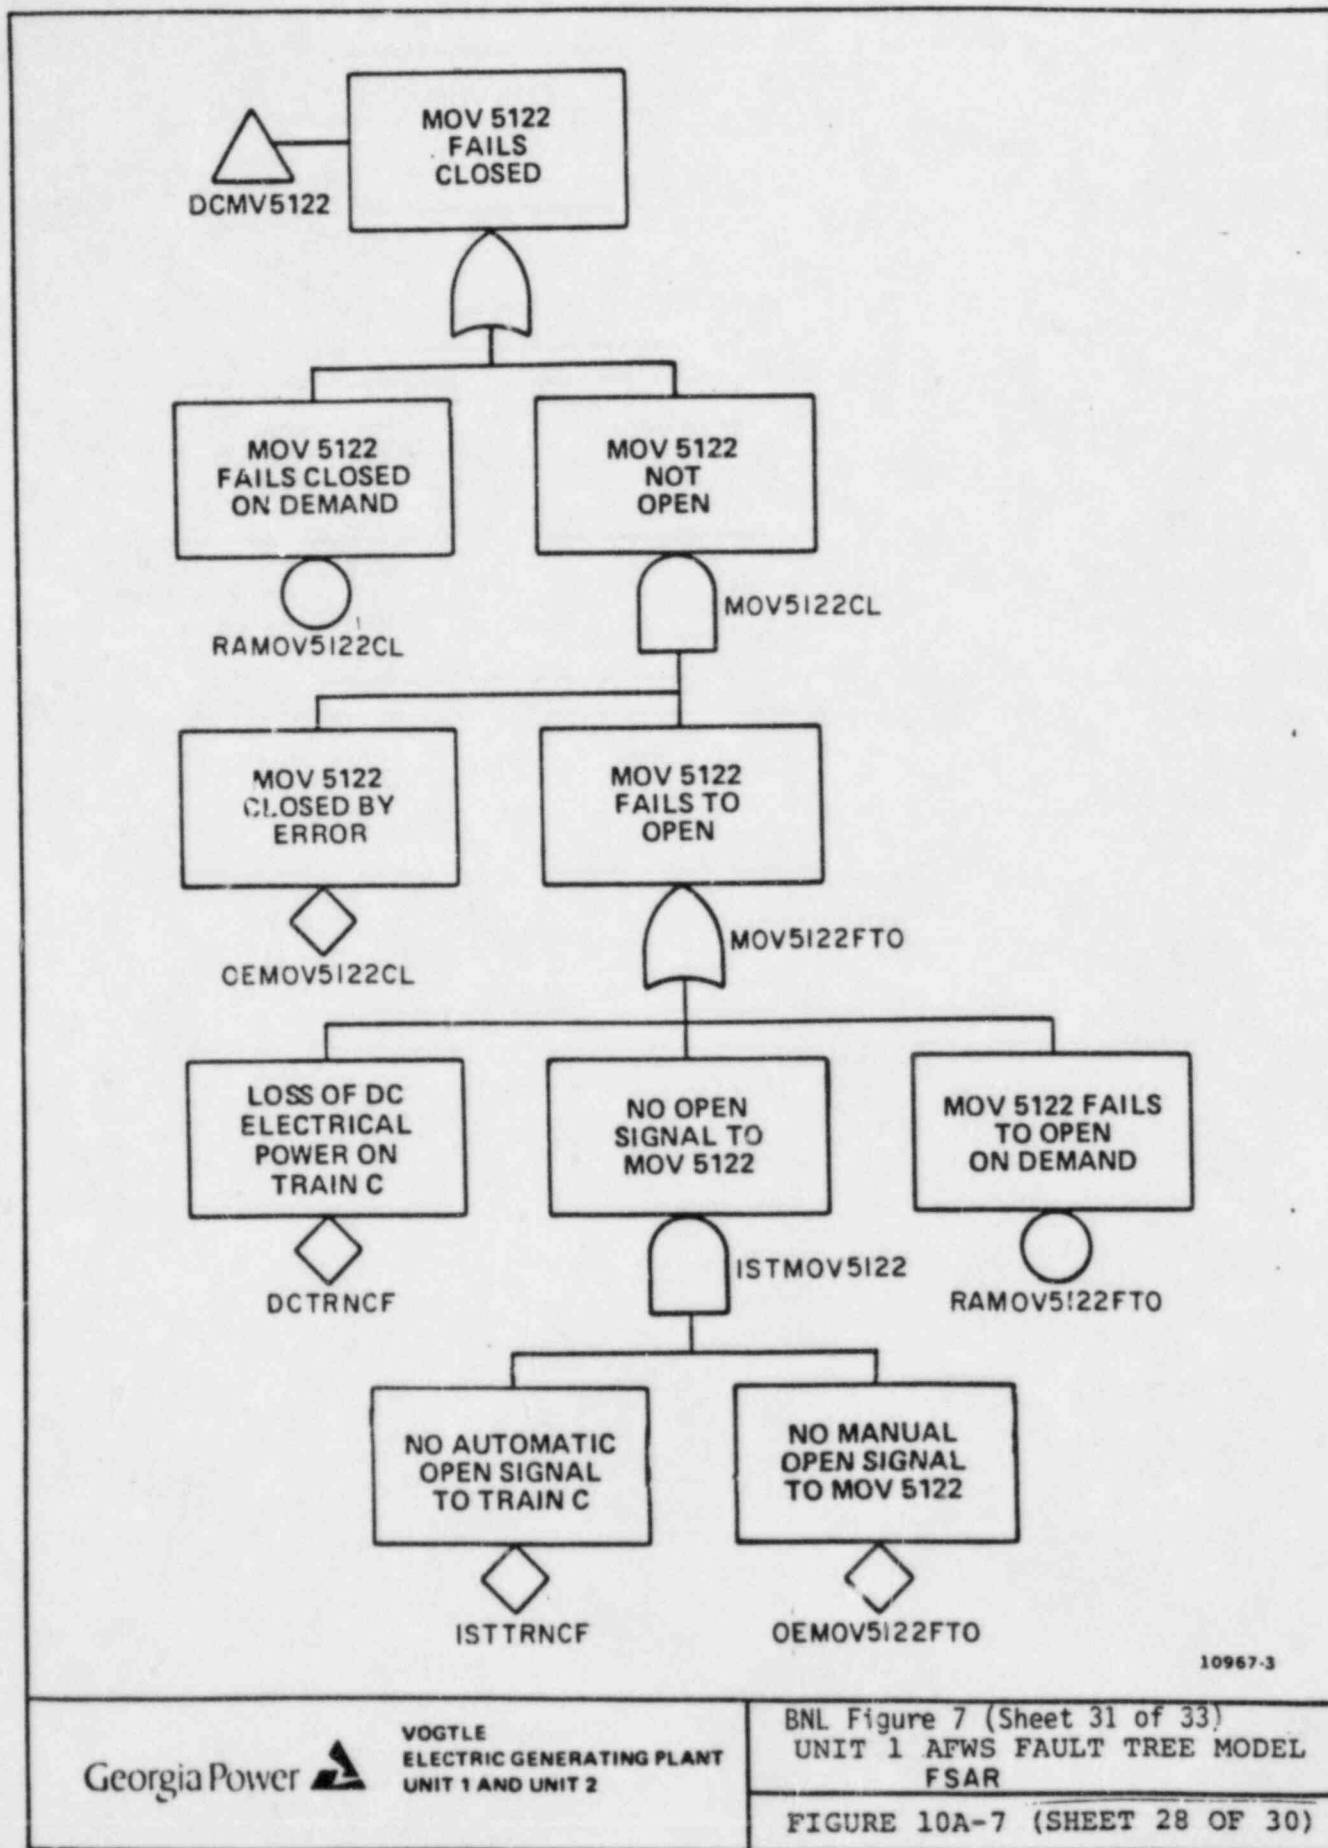 MOV 5122
FAILS
CLOSED
DCMV5122
MOV 5122
FAILS CLOSED
ON DEMAND
MOV 5122
NOT
OPEN
RAMOV5122CL
MOV5122CL
MOV 5122
CLOSED BY
ERROR
MOV 5122
FAILS TO
OPEN
OEMOV5122CL
MOV5122FTO
LOSS OF DC
ELECTRICAL
POWER ON
TRAIN C
NO OPEN
SIGNAL TO
MOV 5122
MOV 5122 FAILS
TO OPEN
ON DEMAND
DCTRNCF
ISTMOV5122
RAMOV5122FTO
NO AUTOMATIC
OPEN SIGNAL
TO TRAIN C
NO MANUAL
OPEN SIGNAL
TO MOV 5122
ISTTRNCF
OEMOV5122FTO
10967-3
Georgia Power
VOGTLE
ELECTRIC GENERATING PLANT
UNIT 1 AND UNIT 2
BNL Figure 7 (Sheet 31 of 33)
UNIT 1 AFWS FAULT TREE MODEL
FSAR
FIGURE 10A-7 (SHEET 28 OF 30)